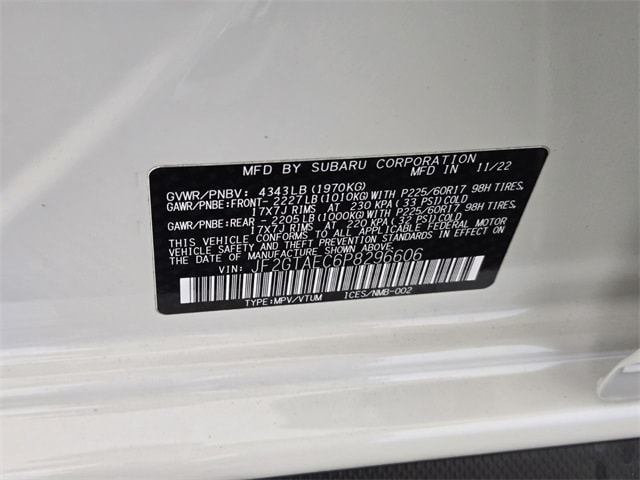 MFD BY SUBARU CORPORATION MFD IN 11/22
GVWR/PNBV: 4343LB (1970KG)
GAWR/PNBE:FRONT- 2227LB (1010KG) WITH P225/60R17 98H TIRES,
17X7J RIMS AT 230 KPA ( 33 PSI) COLD
GAWR/PNBE:REAR - 2205LB (1000KG) WITH P225/60R17 98H TIRES,
17X7J RIMS AT 220 KPA ( 33 PSI) COLD
THIS VEHICLE CONFORMS TO ALL APPLICABLE FEDERAL MOTOR
VEHICLE SAFETY AND THEFT PREVENTION STANDARDS IN EFFECT ON
THE DATE OF MANUFACTURE SHOWN ABOVE.
VIN: JF2GTAEC6P8296606
TYPE:MPV/VTUM ICES/NMB-002